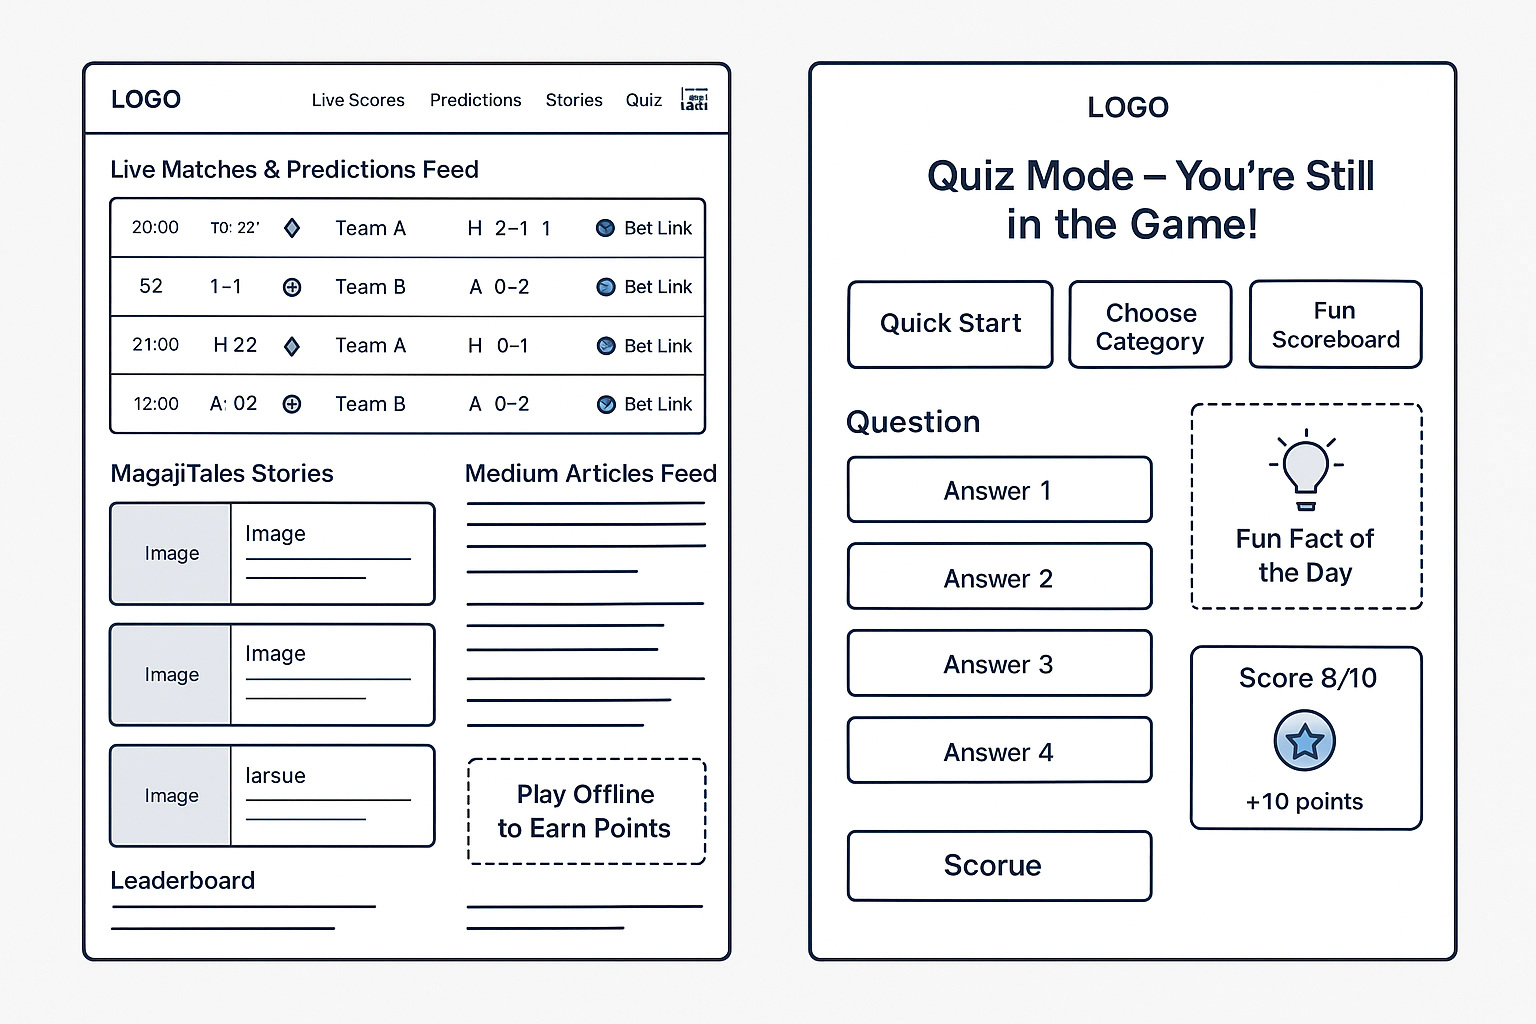 LOGO
Live Scores Predictions Stories Quiz
Live Matches & Predictions Feed
20:00 TO: 22' Team A H 2–1 1 Bet Link
52 1–1 Team B A 0–2 Bet Link
21:00 H 22 Team A H 0–1 Bet Link
12:00 A: 02 Team B A 0–2 Bet Link
MagajiTales Stories
Image
Image
Image
Image
Image
Iarsue
Leaderboard
Medium Articles Feed
Play Offline
to Earn Points
LOGO
Quiz Mode – You’re Still
in the Game!
Quick Start
Choose
Category
Fun
Scoreboard
Question
Answer 1
Answer 2
Answer 3
Answer 4
Scorue
Fun Fact of
the Day
Score 8/10
+10 points